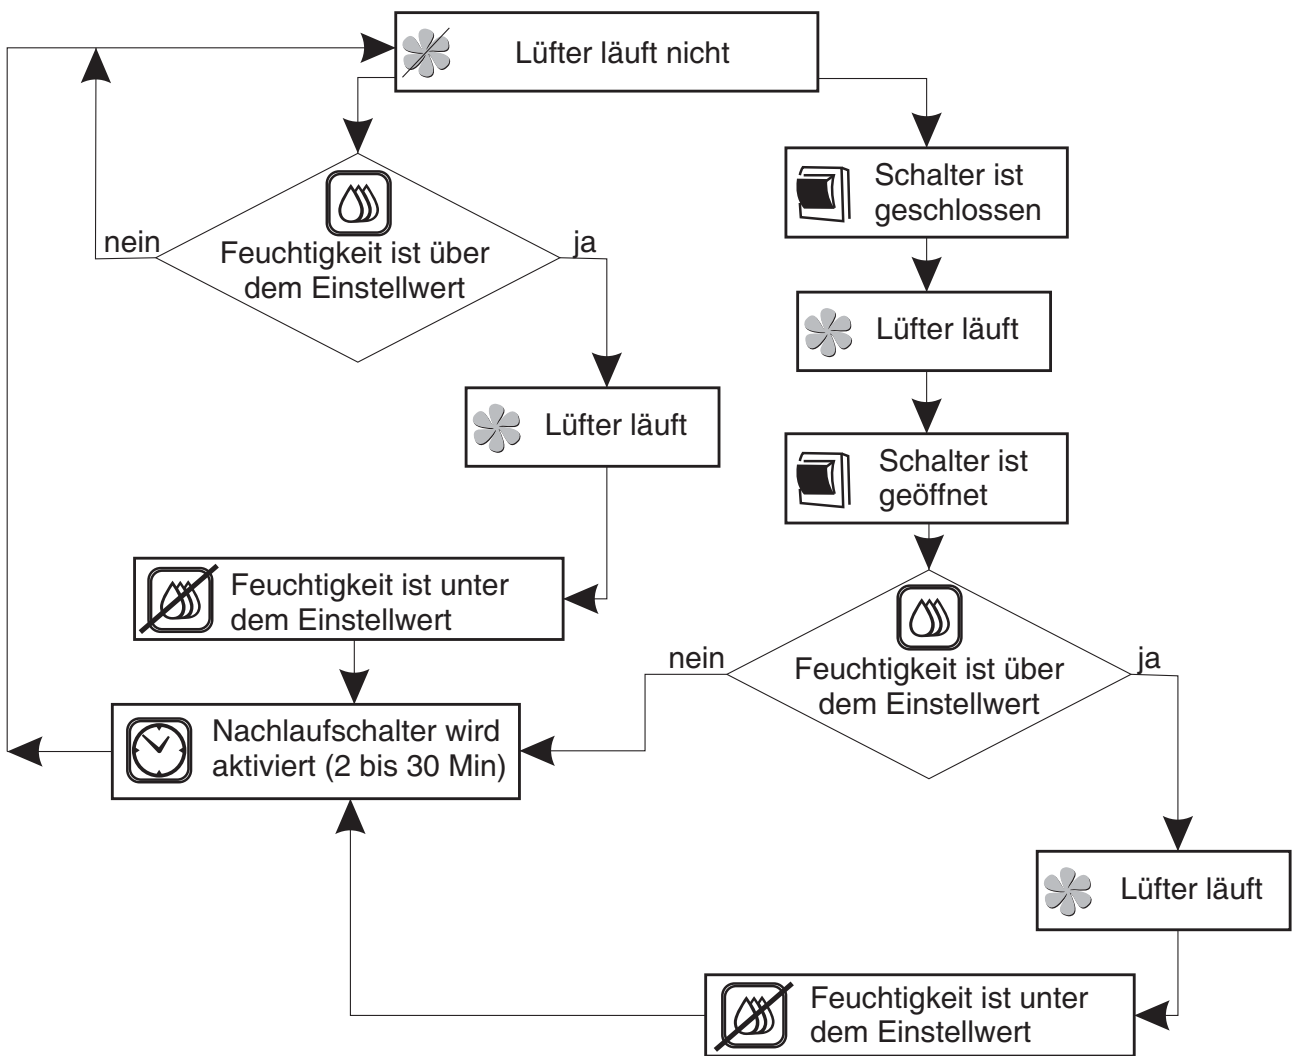 Lüfter läuft nicht
Schalter ist
geschlossen
nein
Feuchtigkeit ist über
dem Einstellwert
ja
Lüfter läuft
Lüfter läuft
Schalter ist
geöffnet
Feuchtigkeit ist unter
dem Einstellwert
nein
Feuchtigkeit ist über
dem Einstellwert
ja
Nachlaufschalter wird
aktiviert (2 bis 30 Min)
Lüfter läuft
Feuchtigkeit ist unter
dem Einstellwert